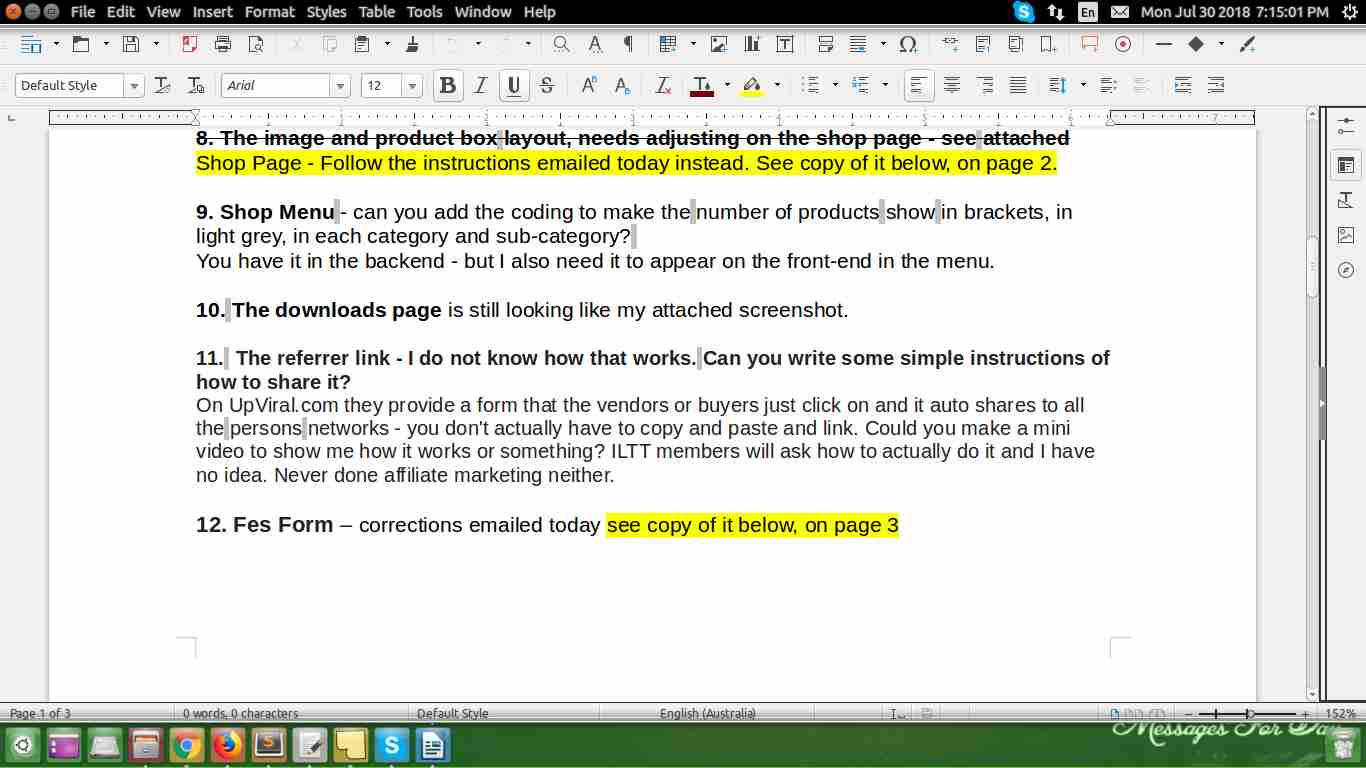 File Edit View Insert Format Styles Table Tools Window Help
En Mon Jul 30 2018 7:15:01 PM
Default Style Arial 12
8. The image and product box layout, needs adjusting on the shop page - see attached
Shop Page - Follow the instructions emailed today instead. See copy of it below, on page 2.
9. Shop Menu - can you add the coding to make the number of products show in brackets, in
light grey, in each category and sub-category?
You have it in the backend - but I also need it to appear on the front-end in the menu.
10. The downloads page is still looking like my attached screenshot.
11. The referrer link - I do not know how that works. Can you write some simple instructions of
how to share it?
On UpViral.com they provide a form that the vendors or buyers just click on and it auto shares to all
the persons networks - you don't actually have to copy and paste and link. Could you make a mini
video to show me how it works or something? ILTT members will ask how to actually do it and I have
no idea. Never done affiliate marketing neither.
12. Fes Form – corrections emailed today see copy of it below, on page 3
Page 1 of 3 0 words, 0 characters Default Style English (Australia) 152%
Messages For